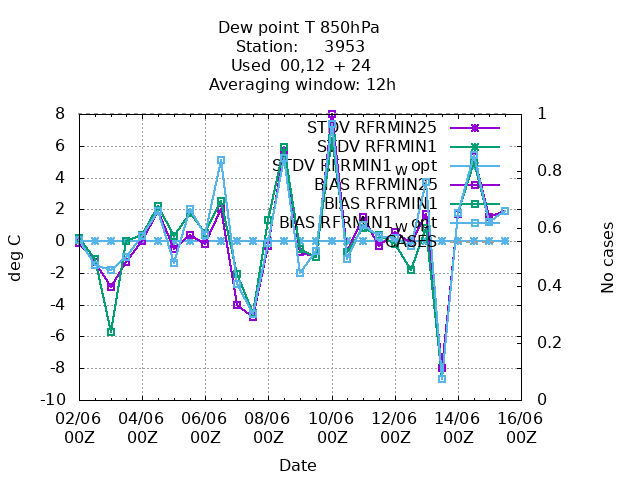 Dew point T 850hPa
Station: 3953
Used 00,12 + 24
Averaging window: 12h
8 1
STDV RFRMIN25
6 STDV RFRMIN1
STDV RFRMIN1w opt 0.8
4 BIAS RFRMIN25
2 BIAS RFRMIN1
BIAS RFRMIN1w opt 0.6
0 CASES
-2
-4 0.4
-6 0.2
-8
-10 0
deg C
No cases
02/06 04/06 06/06 08/06 10/06 12/06 14/06 16/06
00Z 00Z 00Z 00Z 00Z 00Z 00Z 00Z
Date